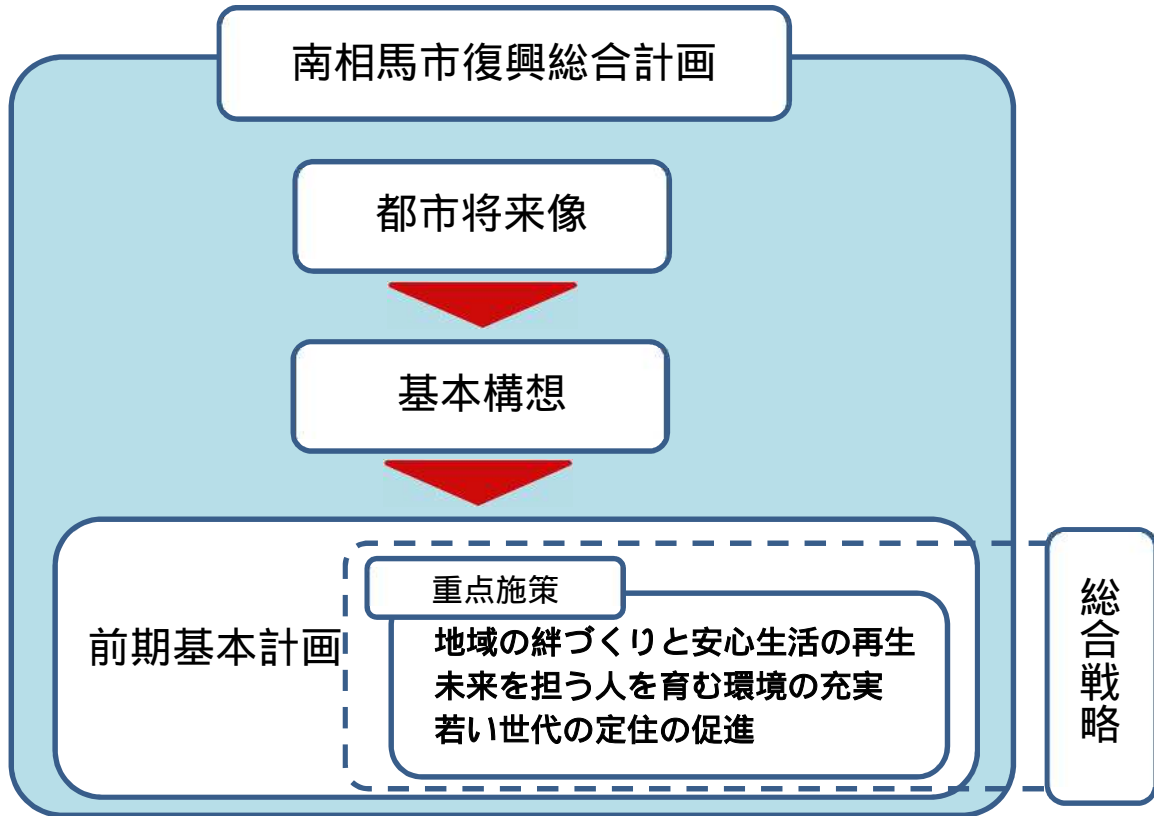 南相馬市復興総合計画
都市将来像
基本構想
前期基本計画
重点施策
地域の絆づくりと安心生活の再生
未来を担う人を育む環境の充実
若い世代の定住の促進
総合戦略